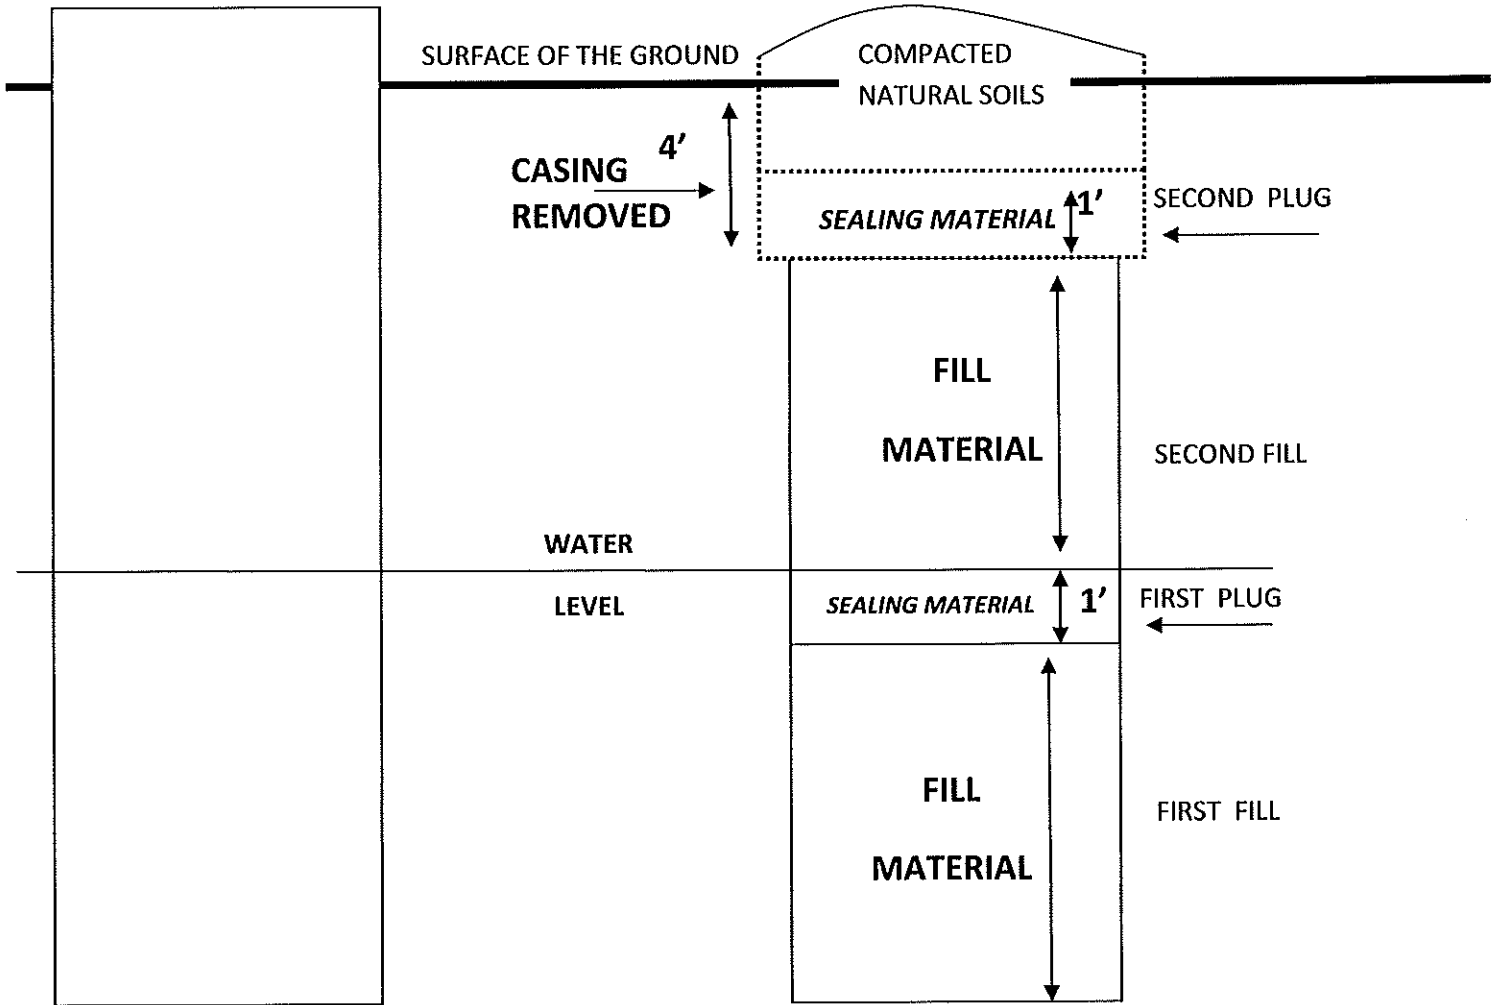 SURFACE OF THE GROUND
COMPACTED
NATURAL SOILS
4'
CASING
REMOVED
SEALING MATERIAL
1'
SECOND PLUG
FILL
MATERIAL
SECOND FILL
WATER
LEVEL
SEALING MATERIAL
1'
FIRST PLUG
FILL
MATERIAL
FIRST FILL